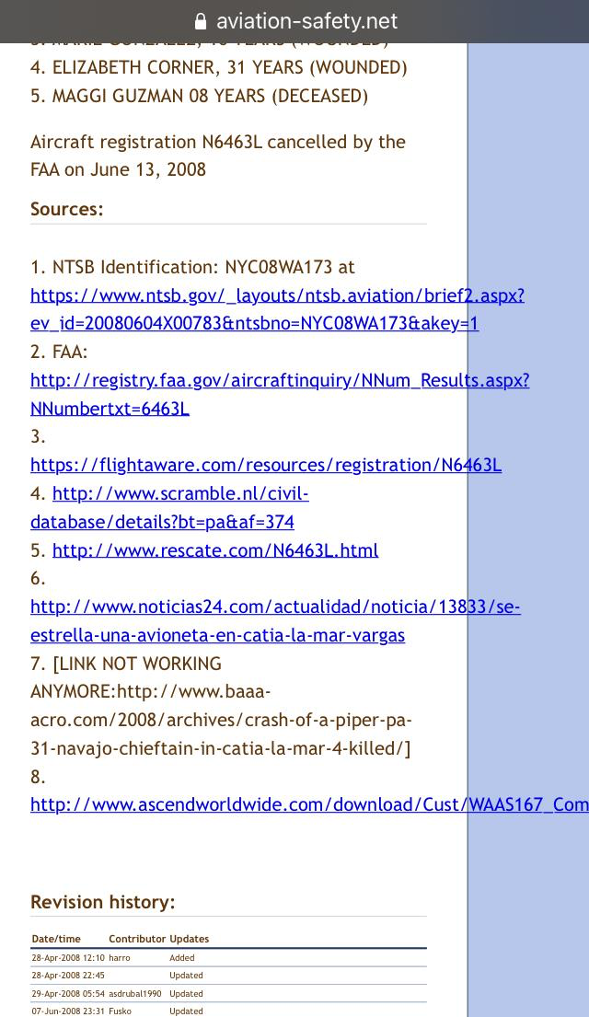 aviation-safety.net
4. ELIZABETH CORNER, 31 YEARS (WOUNDED)
5. MAGGI GUZMAN 08 YEARS (DECEASED)
Aircraft registration N6463L cancelled by the
FAA on June 13, 2008
Sources:
1. NTSB Identification: NYC08WA173 at
https://www.ntsb.gov/_layouts/ntsb.aviation/brief2.aspx?
ev_id=20080604X00783&ntsbno=NYC08WA173&akey=1
2. FAA:
http://registry.faa.gov/aircraftinquiry/NNum_Results.aspx?
NNumbertxt=6463L
3.
https://flightaware.com/resources/registration/N6463L
4. http://www.scramble.nl/civil-
database/details?bt=pa&af=374
5. http://www.rescate.com/N6463L.html
6.
http://www.noticias24.com/actualidad/noticia/13833/se-
estrella-una-avioneta-en-catia-la-mar-vargas
7. [LINK NOT WORKING
ANYMORE:http://www.baaa-
acro.com/2008/archives/crash-of-a-piper-pa-
31-navajo-chieftain-in-catia-la-mar-4-killed/]
8.
http://www.ascendworldwide.com/download/Cust/WAAS167_Com
Revision history:
Date/time Contributor Updates
28-Apr-2008 12:10 harro Added
28-Apr-2008 22:45 Updated
29-Apr-2008 05:54 asdrubal1990 Updated
07-Jun-2008 23:31 Fusko Updated